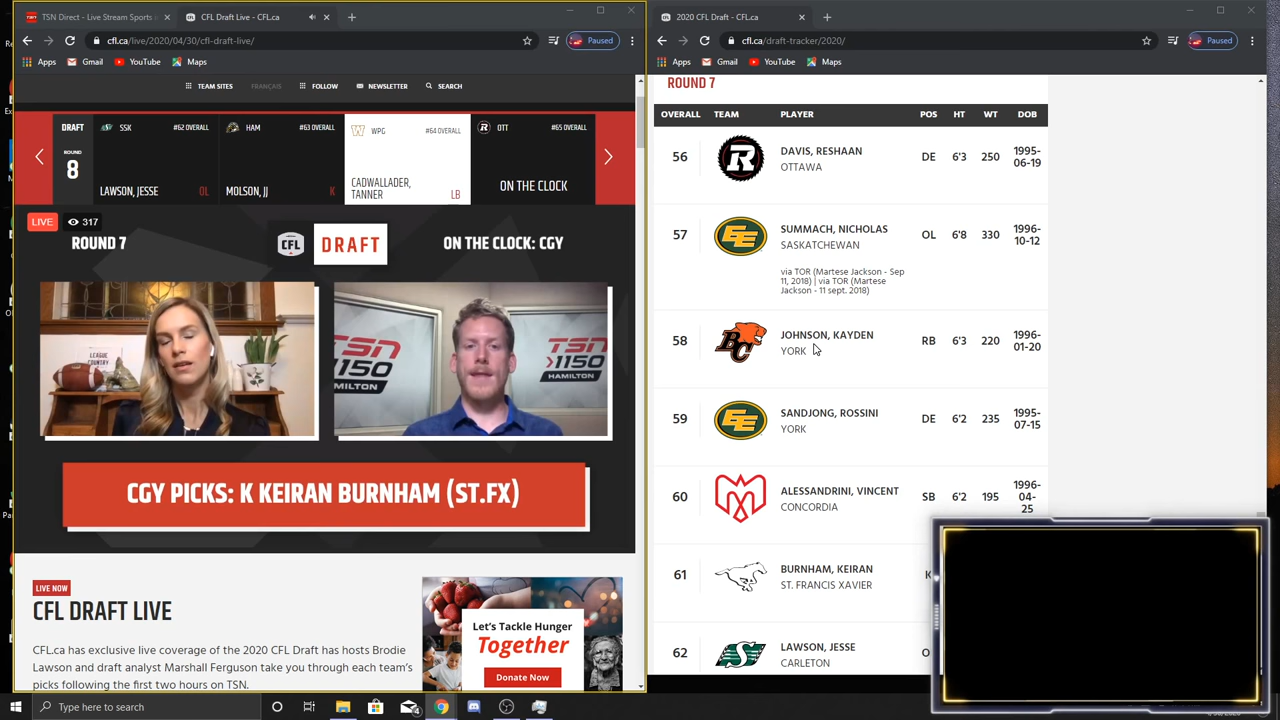 TSN Direct - Live Stream Sports
CFL Draft Live - CFL.ca
cfl.ca/live/2020/04/30/cfl-draft-live/
Paused
Apps
Gmail
YouTube
Maps
TEAM SITES
FRANÇAIS
FOLLOW
NEWSLETTER
SEARCH
DRAFT
ROUND
8
SSK #62 OVERALL
LAWSON, JESSE OL
HAM #63 OVERALL
MOLSON, JJ K
WPG #64 OVERALL
CADWALLADER,
TANNER LB
OTT #65 OVERALL
ON THE CLOCK
LIVE 317
ROUND 7
CFL DRAFT
ON THE CLOCK: CGY
LEAGUE
COUNTRY
TSN
1150
HAMILTON
TSN
1150
HAMILTON
CGY PICKS: K KEIRAN BURNHAM (ST.FX)
LIVE NOW
CFL DRAFT LIVE
CFL.ca has exclusive live coverage of the 2020 CFL Draft has hosts Brodie
Lawson and draft analyst Marshall Ferguson take you through each team's
picks following the first two hours on TSN.
Let's Tackle Hunger
Together
Donate Now
2020 CFL Draft - CFL.ca
cfl.ca/draft-tracker/2020/
Paused
Apps
Gmail
YouTube
Maps
ROUND 7
OVERALL TEAM PLAYER POS HT WT DOB
56 R DAVIS, RESHAAN DE 6'3 250 1995-
06-19
OTTAWA
57 EE SUMMACH, NICHOLAS OL 6'8 330 1996-
10-12
SASKATCHEWAN
via TOR (Martese Jackson - Sep
11, 2018) | via TOR (Martese
Jackson - 11 sept. 2018)
58 BC JOHNSON, KAYDEN RB 6'3 220 1996-
01-20
YORK
59 EE SANDJONG, ROSSINI DE 6'2 235 1995-
07-15
YORK
60 ALESSANDRINI, VINCENT SB 6'2 195 1996-
04-
25
CONCORDIA
61 BURNHAM, KEIRAN K
ST. FRANCIS XAVIER
62 S LAWSON, JESSE O
CARLETON
Type here to search